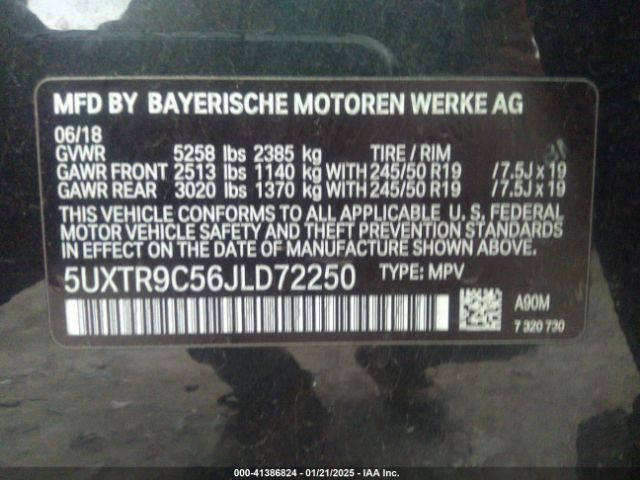 MFD BY BAYERISCHE MOTOREN WERKE AG
06/18
GVWR 5258 lbs 2385 kg TIRE / RIM
GAWR FRONT 2513 lbs 1140 kg WITH 245/50 R19 /7.5J x 19
GAWR REAR 3020 lbs 1370 kg WITH 245/50 R19 /7.5J x 19
THIS VEHICLE CONFORMS TO ALL APPLICABLE U. S. FEDERAL
MOTOR VEHICLE SAFETY, BUMPER, AND THEFT PREVENTION
STANDARDS IN EFFECT ON THE DATE OF MANUFACTURE SHOWN ABOVE.
5UXTR9C56JLD72250 TYPE: MPV
A90M
7 320 730
000-41386824 - 01/21/2025 - IAA Inc.